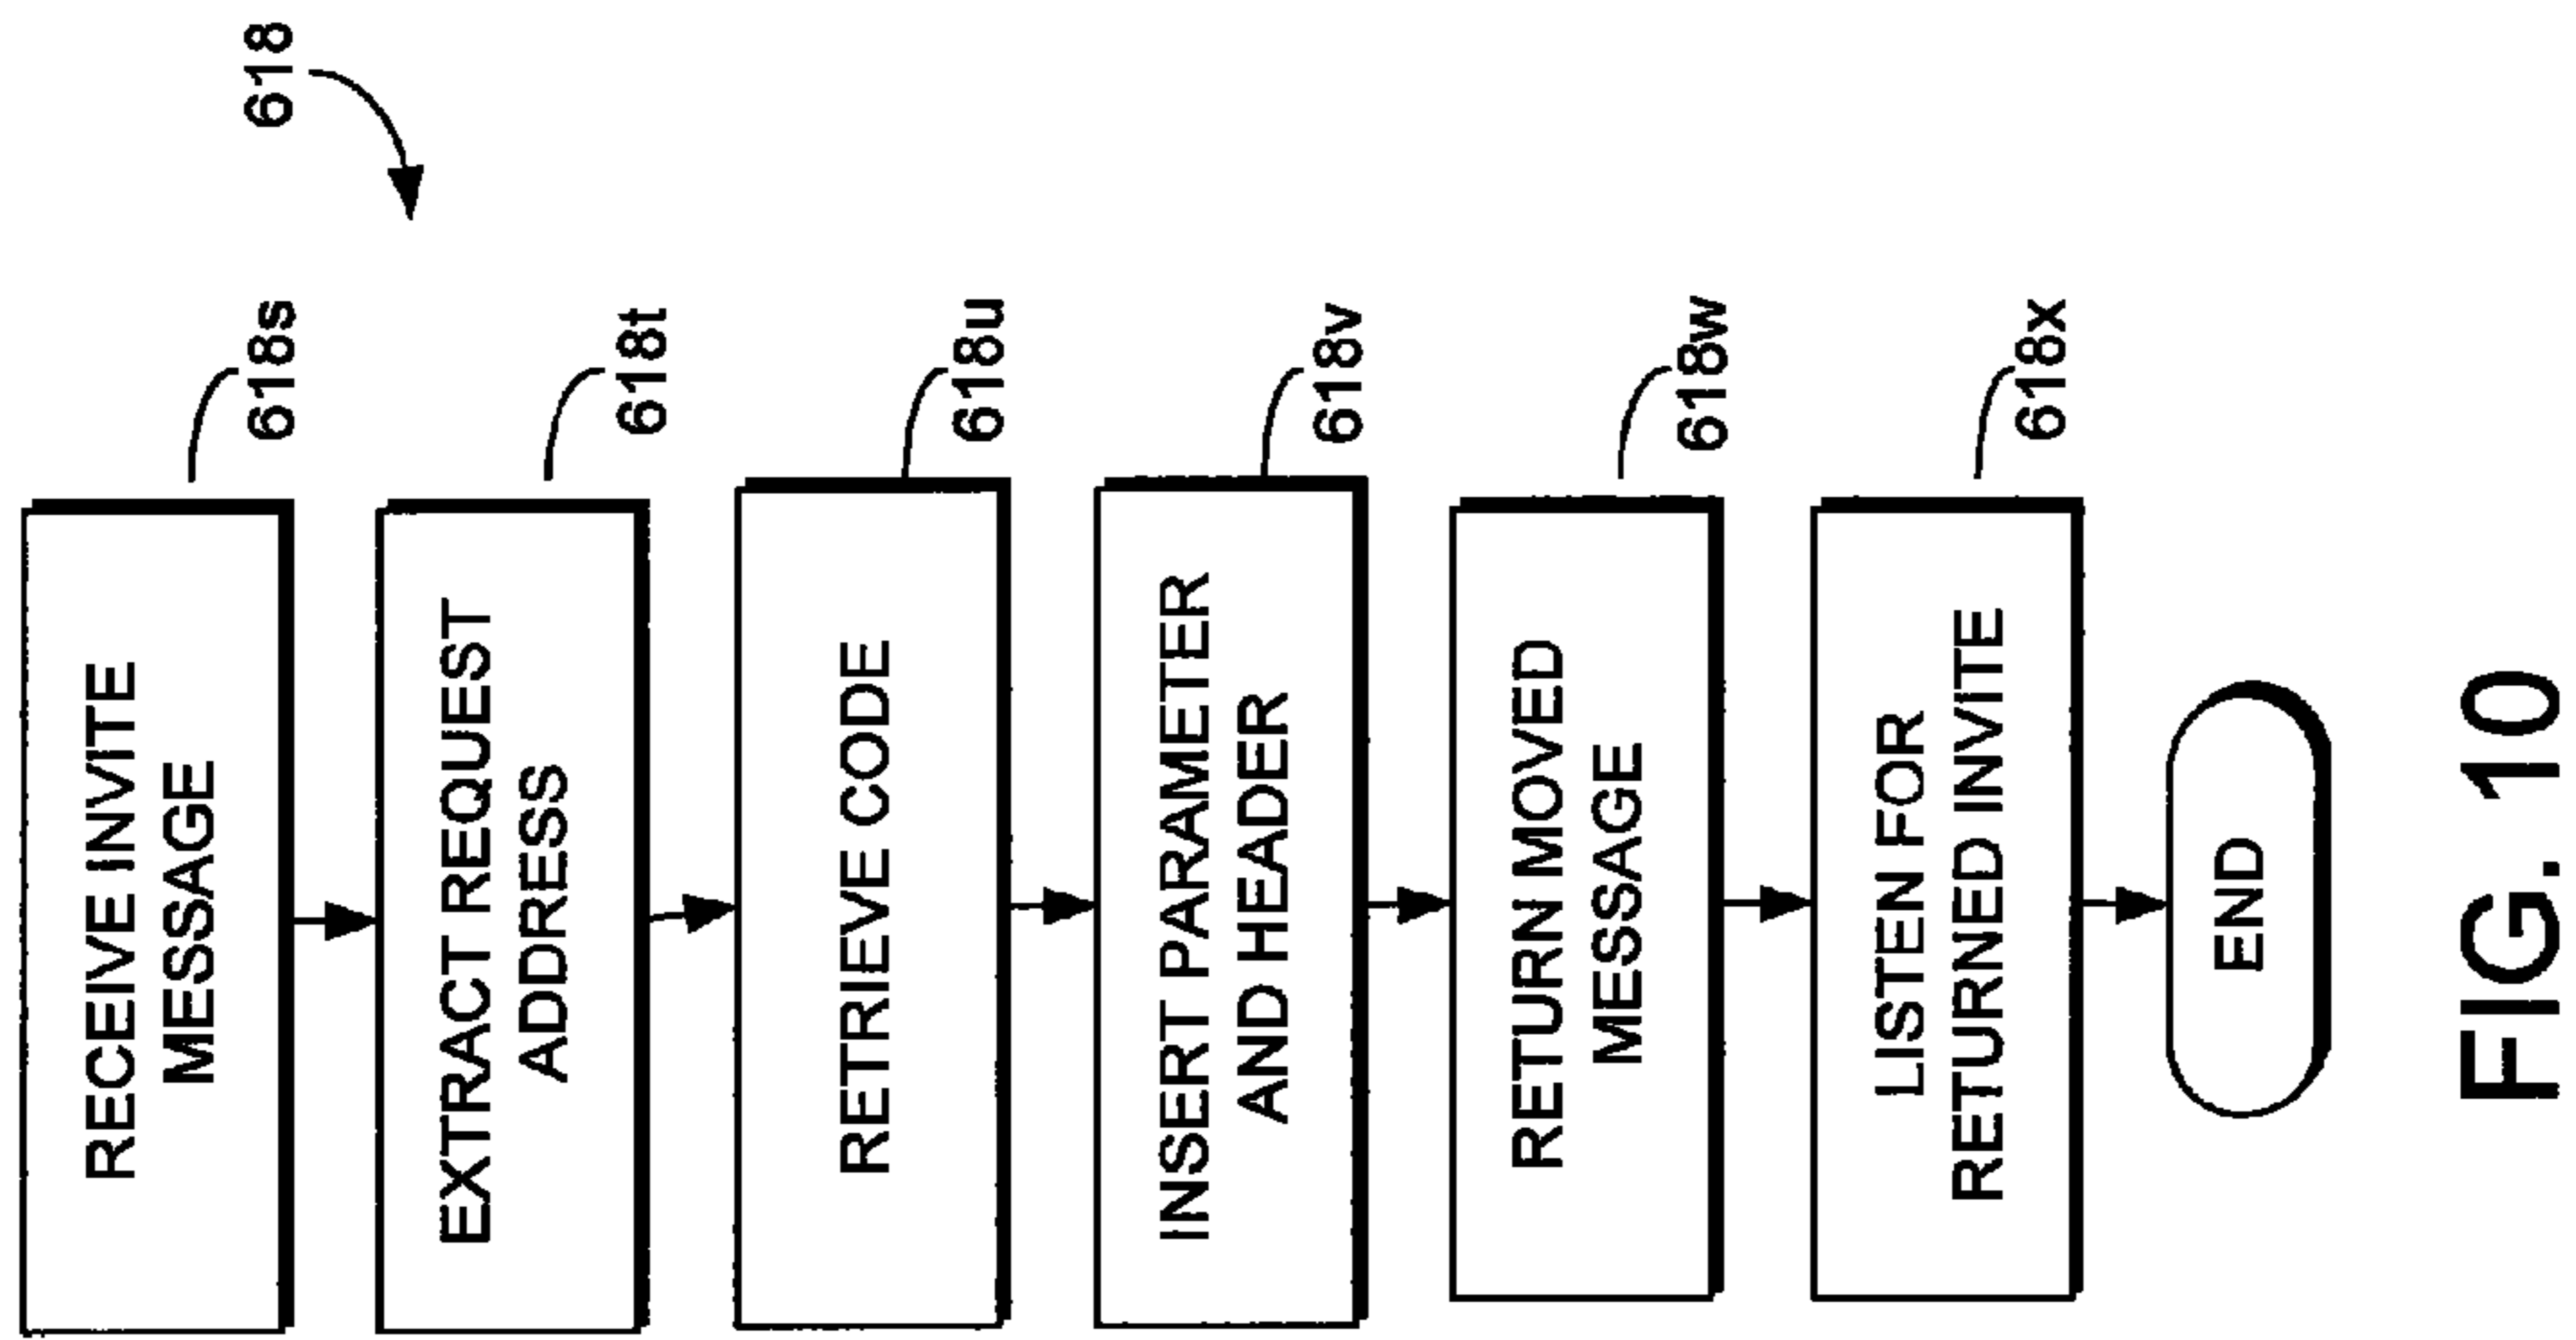 618
RECEIVE INVITE
MESSAGE
618s
EXTRACT REQUEST
ADDRESS
618t
RETRIEVE CODE
618u
INSERT PARAMETER
AND HEADER
618v
RETURN MOVED
MESSAGE
618w
LISTEN FOR
RETURNED INVITE
618x
END
FIG. 10